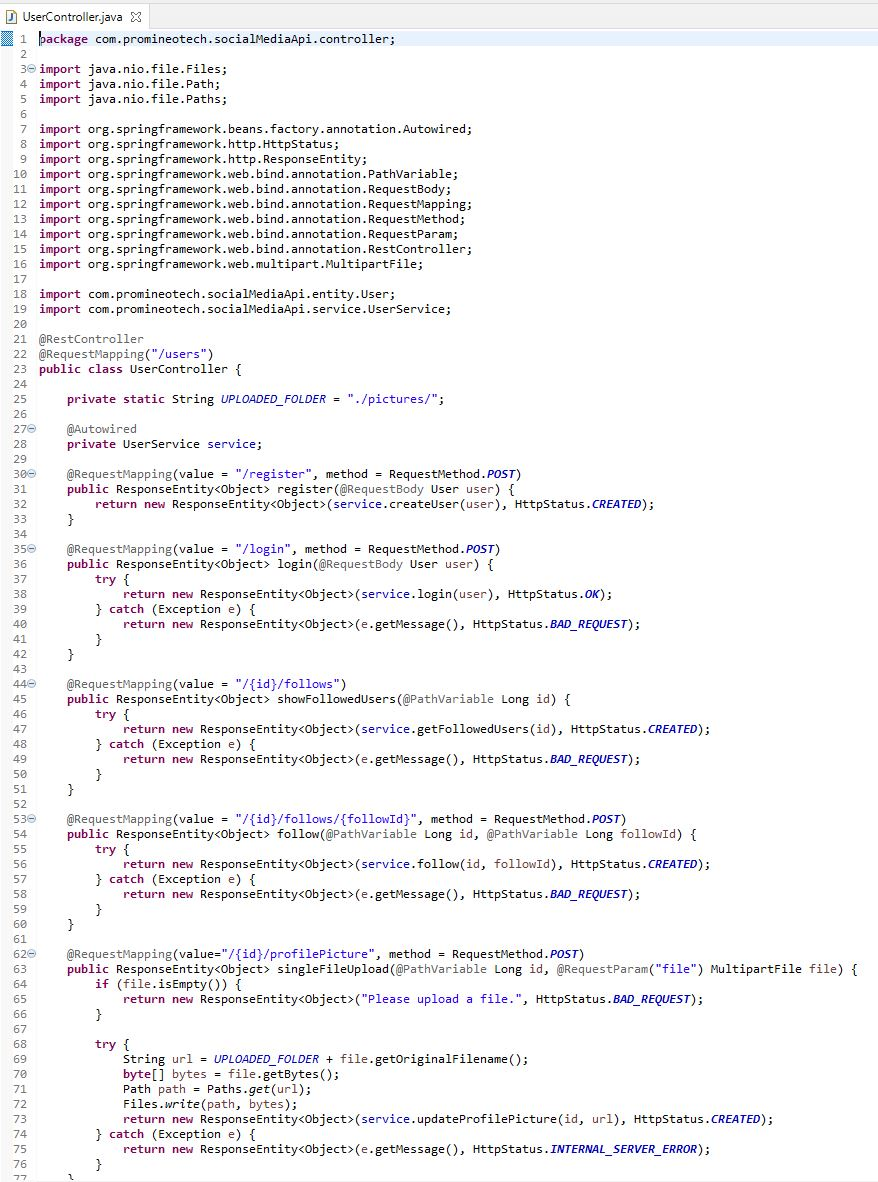 UserController.java
1 package com.promineotech.socialMediaApi.controller;
2
3 import java.nio.file.Files;
4 import java.nio.file.Path;
5 import java.nio.file.Paths;
6
7 import org.springframework.beans.factory.annotation.Autowired;
8 import org.springframework.http.HttpStatus;
9 import org.springframework.http.ResponseEntity;
10 import org.springframework.web.bind.annotation.PathVariable;
11 import org.springframework.web.bind.annotation.RequestBody;
12 import org.springframework.web.bind.annotation.RequestMapping;
13 import org.springframework.web.bind.annotation.RequestMethod;
14 import org.springframework.web.bind.annotation.RequestParam;
15 import org.springframework.web.bind.annotation.RestController;
16 import org.springframework.web.multipart.MultipartFile;
17
18 import com.promineotech.socialMediaApi.entity.User;
19 import com.promineotech.socialMediaApi.service.UserService;
20
21 @RestController
22 @RequestMapping("/users")
23 public class UserController {
24
25     private static String UPLOADED_FOLDER = "./pictures/";
26
27     @Autowired
28     private UserService service;
29
30     @RequestMapping(value = "/register", method = RequestMethod.POST)
31     public ResponseEntity<Object> register(@RequestBody User user) {
32         return new ResponseEntity<Object>(service.createUser(user), HttpStatus.CREATED);
33     }
34
35     @RequestMapping(value = "/login", method = RequestMethod.POST)
36     public ResponseEntity<Object> login(@RequestBody User user) {
37         try {
38             return new ResponseEntity<Object>(service.login(user), HttpStatus.OK);
39         } catch (Exception e) {
40             return new ResponseEntity<Object>(e.getMessage(), HttpStatus.BAD_REQUEST);
41         }
42     }
43
44     @RequestMapping(value = "/{id}/follows")
45     public ResponseEntity<Object> showFollowedUsers(@PathVariable Long id) {
46         try {
47             return new ResponseEntity<Object>(service.getFollowedUsers(id), HttpStatus.CREATED);
48         } catch (Exception e) {
49             return new ResponseEntity<Object>(e.getMessage(), HttpStatus.BAD_REQUEST);
50         }
51     }
52
53     @RequestMapping(value = "/{id}/follows/{followId}", method = RequestMethod.POST)
54     public ResponseEntity<Object> follow(@PathVariable Long id, @PathVariable Long followId) {
55         try {
56             return new ResponseEntity<Object>(service.follow(id, followId), HttpStatus.CREATED);
57         } catch (Exception e) {
58             return new ResponseEntity<Object>(e.getMessage(), HttpStatus.BAD_REQUEST);
59         }
60     }
61
62     @RequestMapping(value="/{id}/profilePicture", method = RequestMethod.POST)
63     public ResponseEntity<Object> singleFileUpload(@PathVariable Long id, @RequestParam("file") MultipartFile file) {
64         if (file.isEmpty()) {
65             return new ResponseEntity<Object>("Please upload a file.", HttpStatus.BAD_REQUEST);
66         }
67
68         try {
69             String url = UPLOADED_FOLDER + file.getOriginalFilename();
70             byte[] bytes = file.getBytes();
71             Path path = Paths.get(url);
72             Files.write(path, bytes);
73             return new ResponseEntity<Object>(service.updateProfilePicture(id, url), HttpStatus.CREATED);
74         } catch (Exception e) {
75             return new ResponseEntity<Object>(e.getMessage(), HttpStatus.INTERNAL_SERVER_ERROR);
76         }
77     }